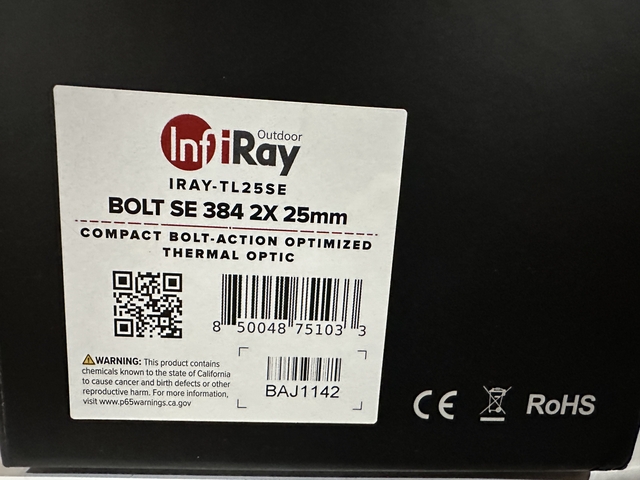 InfiRay Outdoor
IRAY-TL25SE
BOLT SE 384 2X 25mm
COMPACT BOLT-ACTION OPTIMIZED
THERMAL OPTIC
8 50048 75103 3
WARNING: This product contains
chemicals known to the state of California
to cause cancer and birth defects or other
reproductive harm. For more information,
visit www.p65warnings.ca.gov
BAJ1142
CE RoHS